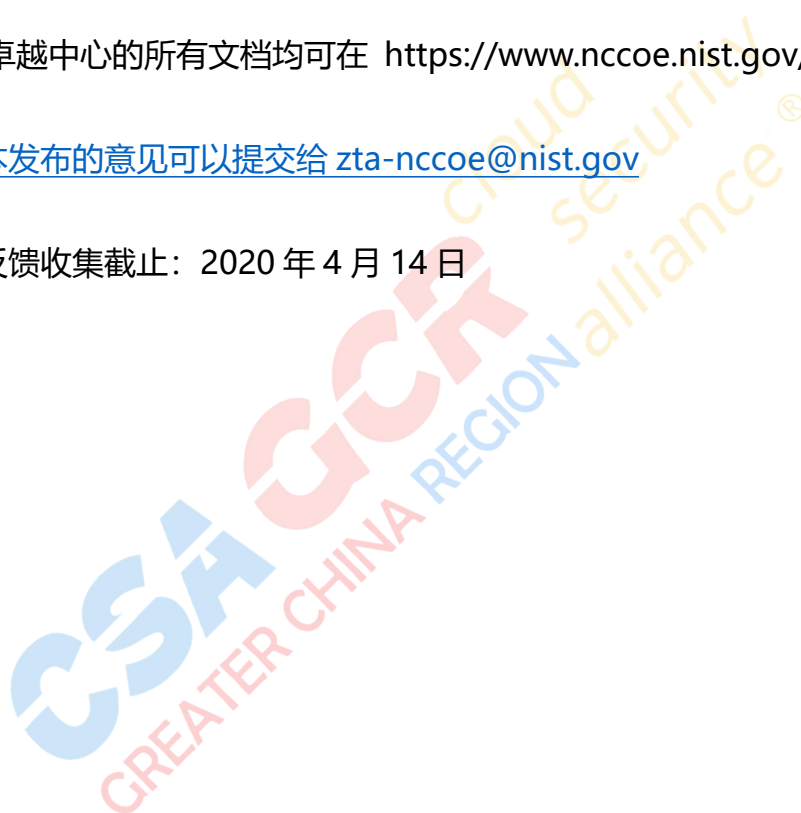 卓越中心的所有文档均可在 https://www.nccoe.nist.gov/
本发布的意见可以提交给 zta-nccoe@nist.gov
反馈收集截止：2020 年 4 月 14 日
cloud
security ®
alliance
CSA GCR
GREATER CHINA REGION